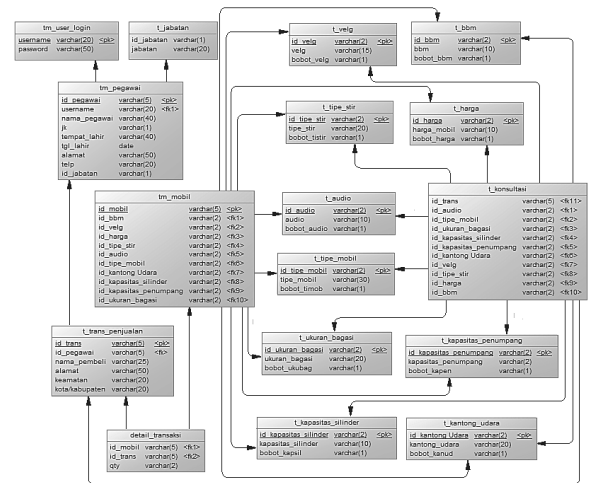 tm_user_login
username varchar(20) <pk>
password varchar(50)
t_jabatan
id_jabatan varchar(1)
jabatan varchar(20)
t_velg
id_velg varchar(2) <pk>
velg varchar(15)
bobot_velg varchar(1)
t_bbm
id_bbm varchar(2) <pk>
bbm varchar(10)
bobot_bbm varchar(1)
tm_pegawai
id_pegawai varchar(5) <pk>
username varchar(20) <fk1>
nama_pegawai varchar(40)
jk varchar(1)
tempat_lahir varchar(40)
tgl_lahir date
alamat varchar(50)
telp varchar(20)
id_jabatan varchar(1)
t_tipe_stir
id_tipe_stir varchar(2) <pk>
tipe_stir varchar(20)
bobot_tistir varchar(1)
t_harga
id_harga varchar(2) <pk>
harga_mobil varchar(10)
bobot_harga varchar(1)
tm_mobil
id_mobil varchar(5) <pk>
id_bbm varchar(2) <fk1>
id_velg varchar(2) <fk2>
id_harga varchar(2) <fk3>
id_tipe_stir varchar(2) <fk4>
id_audio varchar(2) <fk5>
id_tipe_mobil varchar(2) <fk6>
id_kantong Udara varchar(2) <fk7>
id_kapasitas_silinder varchar(2) <fk8>
id_kapasitas_penumpang varchar(2) <fk9>
id_ukuran_bagasi varchar(2) <fk10>
t_audio
id_audio varchar(2) <pk>
audio varchar(10)
bobot_audio varchar(1)
t_konsultasi
id_trans varchar(5) <fk11>
id_audio varchar(2) <fk1>
id_tipe_mobil varchar(2) <fk2>
id_ukuran_bagasi varchar(2) <fk3>
id_kapasitas_silinder varchar(2) <fk4>
id_kapasitas_penumpang varchar(2) <fk5>
id_kantong Udara varchar(2) <fk6>
id_velg varchar(2) <fk7>
id_tipe_stir varchar(2) <fk8>
id_harga varchar(2) <fk9>
id_bbm varchar(2) <fk10>
t_tipe_mobil
id_tipe_mobil varchar(2) <pk>
tipe_mobil varchar(30)
bobot_timob varchar(1)
t_trans_penjualan
id_trans varchar(5) <pk>
id_pegawai varchar(5) <fk>
nama_pembeli varchar(25)
alamat varchar(50)
keamatan varchar(20)
kota/kabupaten varchar(20)
t_ukuran_bagasi
id_ukuran_bagasi varchar(2) <pk>
ukuran_bagasi varchar(20)
bobot_ukubag varchar(1)
t_kapasitas_penumpang
id_kapasitas_penumpang varchar(2) <pk>
kapasitas_penumpang varchar(2)
bobot_kapen varchar(1)
detail_transaksi
id_mobil varchar(5) <fk1>
id_trans varchar(5) <fk2>
qty varchar(2)
t_kapasitas_silinder
id_kapasitas_silinder varchar(2) <pk>
kapasitas_silinder varchar(10)
bobot_kapsil varchar(1)
t_kantong_udara
id_kantong Udara varchar(2) <pk>
kantong_udara varchar(20)
bobot_kanud varchar(1)